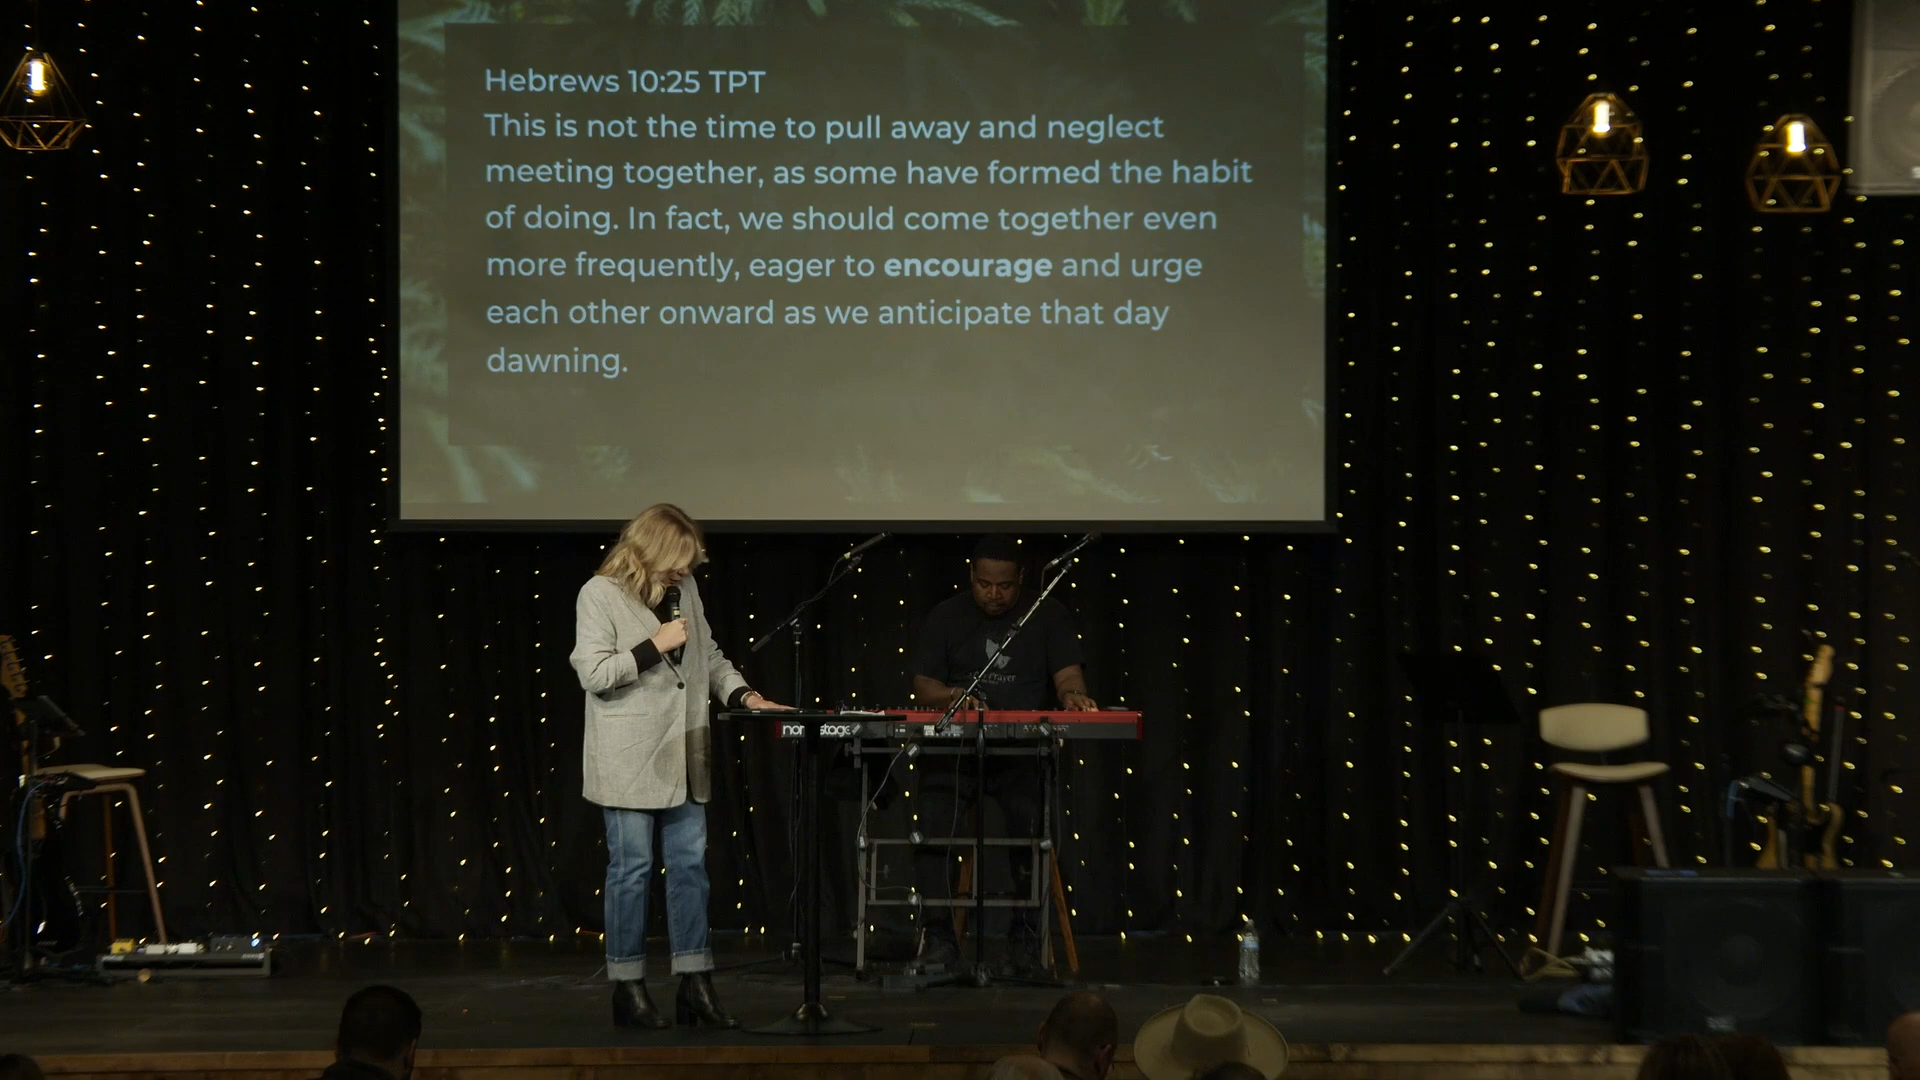 Hebrews 10:25 TPT
This is not the time to pull away and neglect
meeting together, as some have formed the habit
of doing. In fact, we should come together even
more frequently, eager to encourage and urge
each other onward as we anticipate that day
dawning.
stage